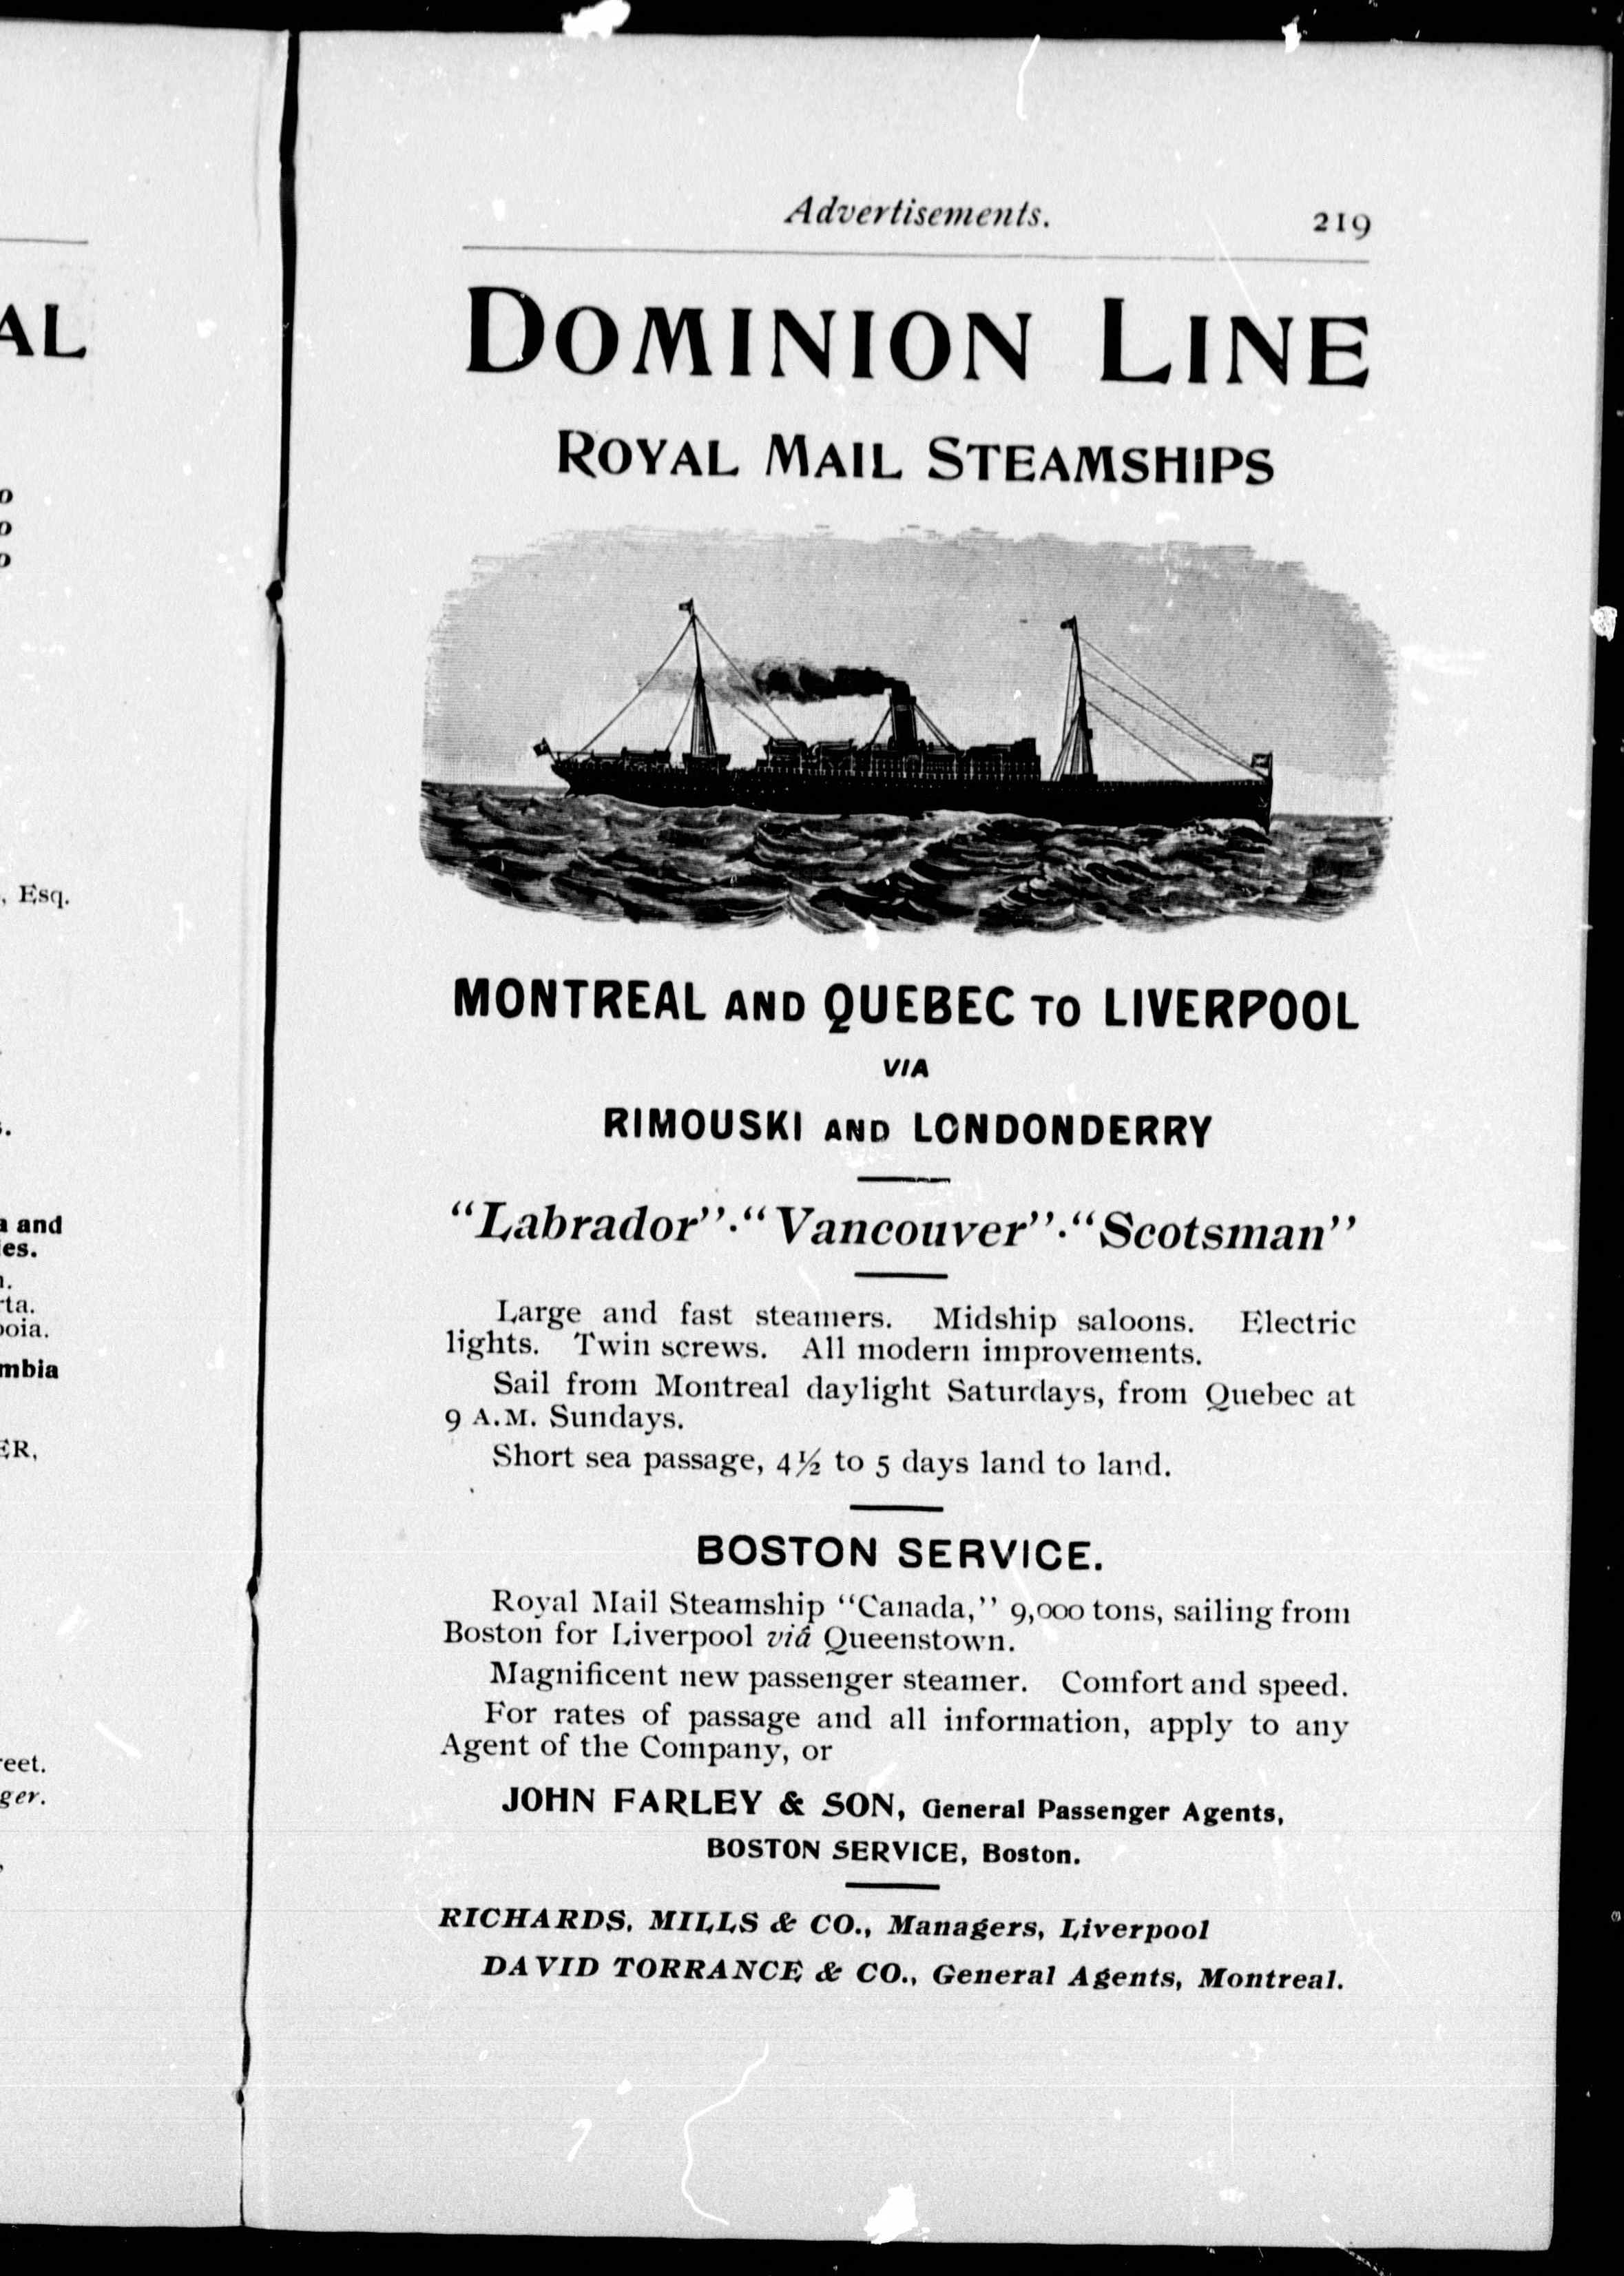 AL
o
o
o
, Esq.
s.
a and
es.
n.
rta.
boia.
mbia
ER,
reet.
ger.
Advertisements. 219
DOMINION LINE
ROYAL MAIL STEAMSHIPS
MONTREAL AND QUEBEC TO LIVERPOOL
VIA
RIMOUSKI AND LONDONDERRY
"Labrador"·"Vancouver"·"Scotsman"
Large and fast steamers. Midship saloons. Electric
lights. Twin screws. All modern improvements.
Sail from Montreal daylight Saturdays, from Quebec at
9 A.M. Sundays.
Short sea passage, 4½ to 5 days land to land.
BOSTON SERVICE.
Royal Mail Steamship "Canada," 9,000 tons, sailing from
Boston for Liverpool viâ Queenstown.
Magnificent new passenger steamer. Comfort and speed.
For rates of passage and all information, apply to any
Agent of the Company, or
JOHN FARLEY & SON, General Passenger Agents,
BOSTON SERVICE, Boston.
RICHARDS, MILLS & CO., Managers, Liverpool
DAVID TORRANCE & CO., General Agents, Montreal.